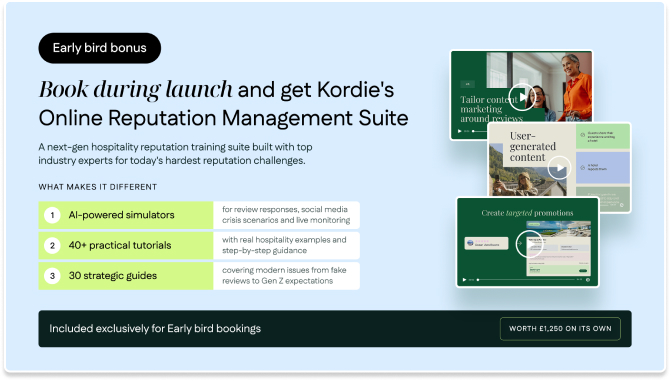 Early bird bonus
Book during launch and get Kordie's
Online Reputation Management Suite
A next-gen hospitality reputation training suite built with top
industry experts for today's hardest reputation challenges.
WHAT MAKES IT DIFFERENT
1 AI-powered simulators
for review responses, social media
crisis scenarios and live monitoring
2 40+ practical tutorials
with real hospitality examples and
step-by-step guidance
3 30 strategic guides
covering modern issues from fake
reviews to Gen Z expectations
Tailor content
marketing
around reviews
User-
generated
content
Create targeted promotions
Included exclusively for Early bird bookings
WORTH £1,250 ON ITS OWN